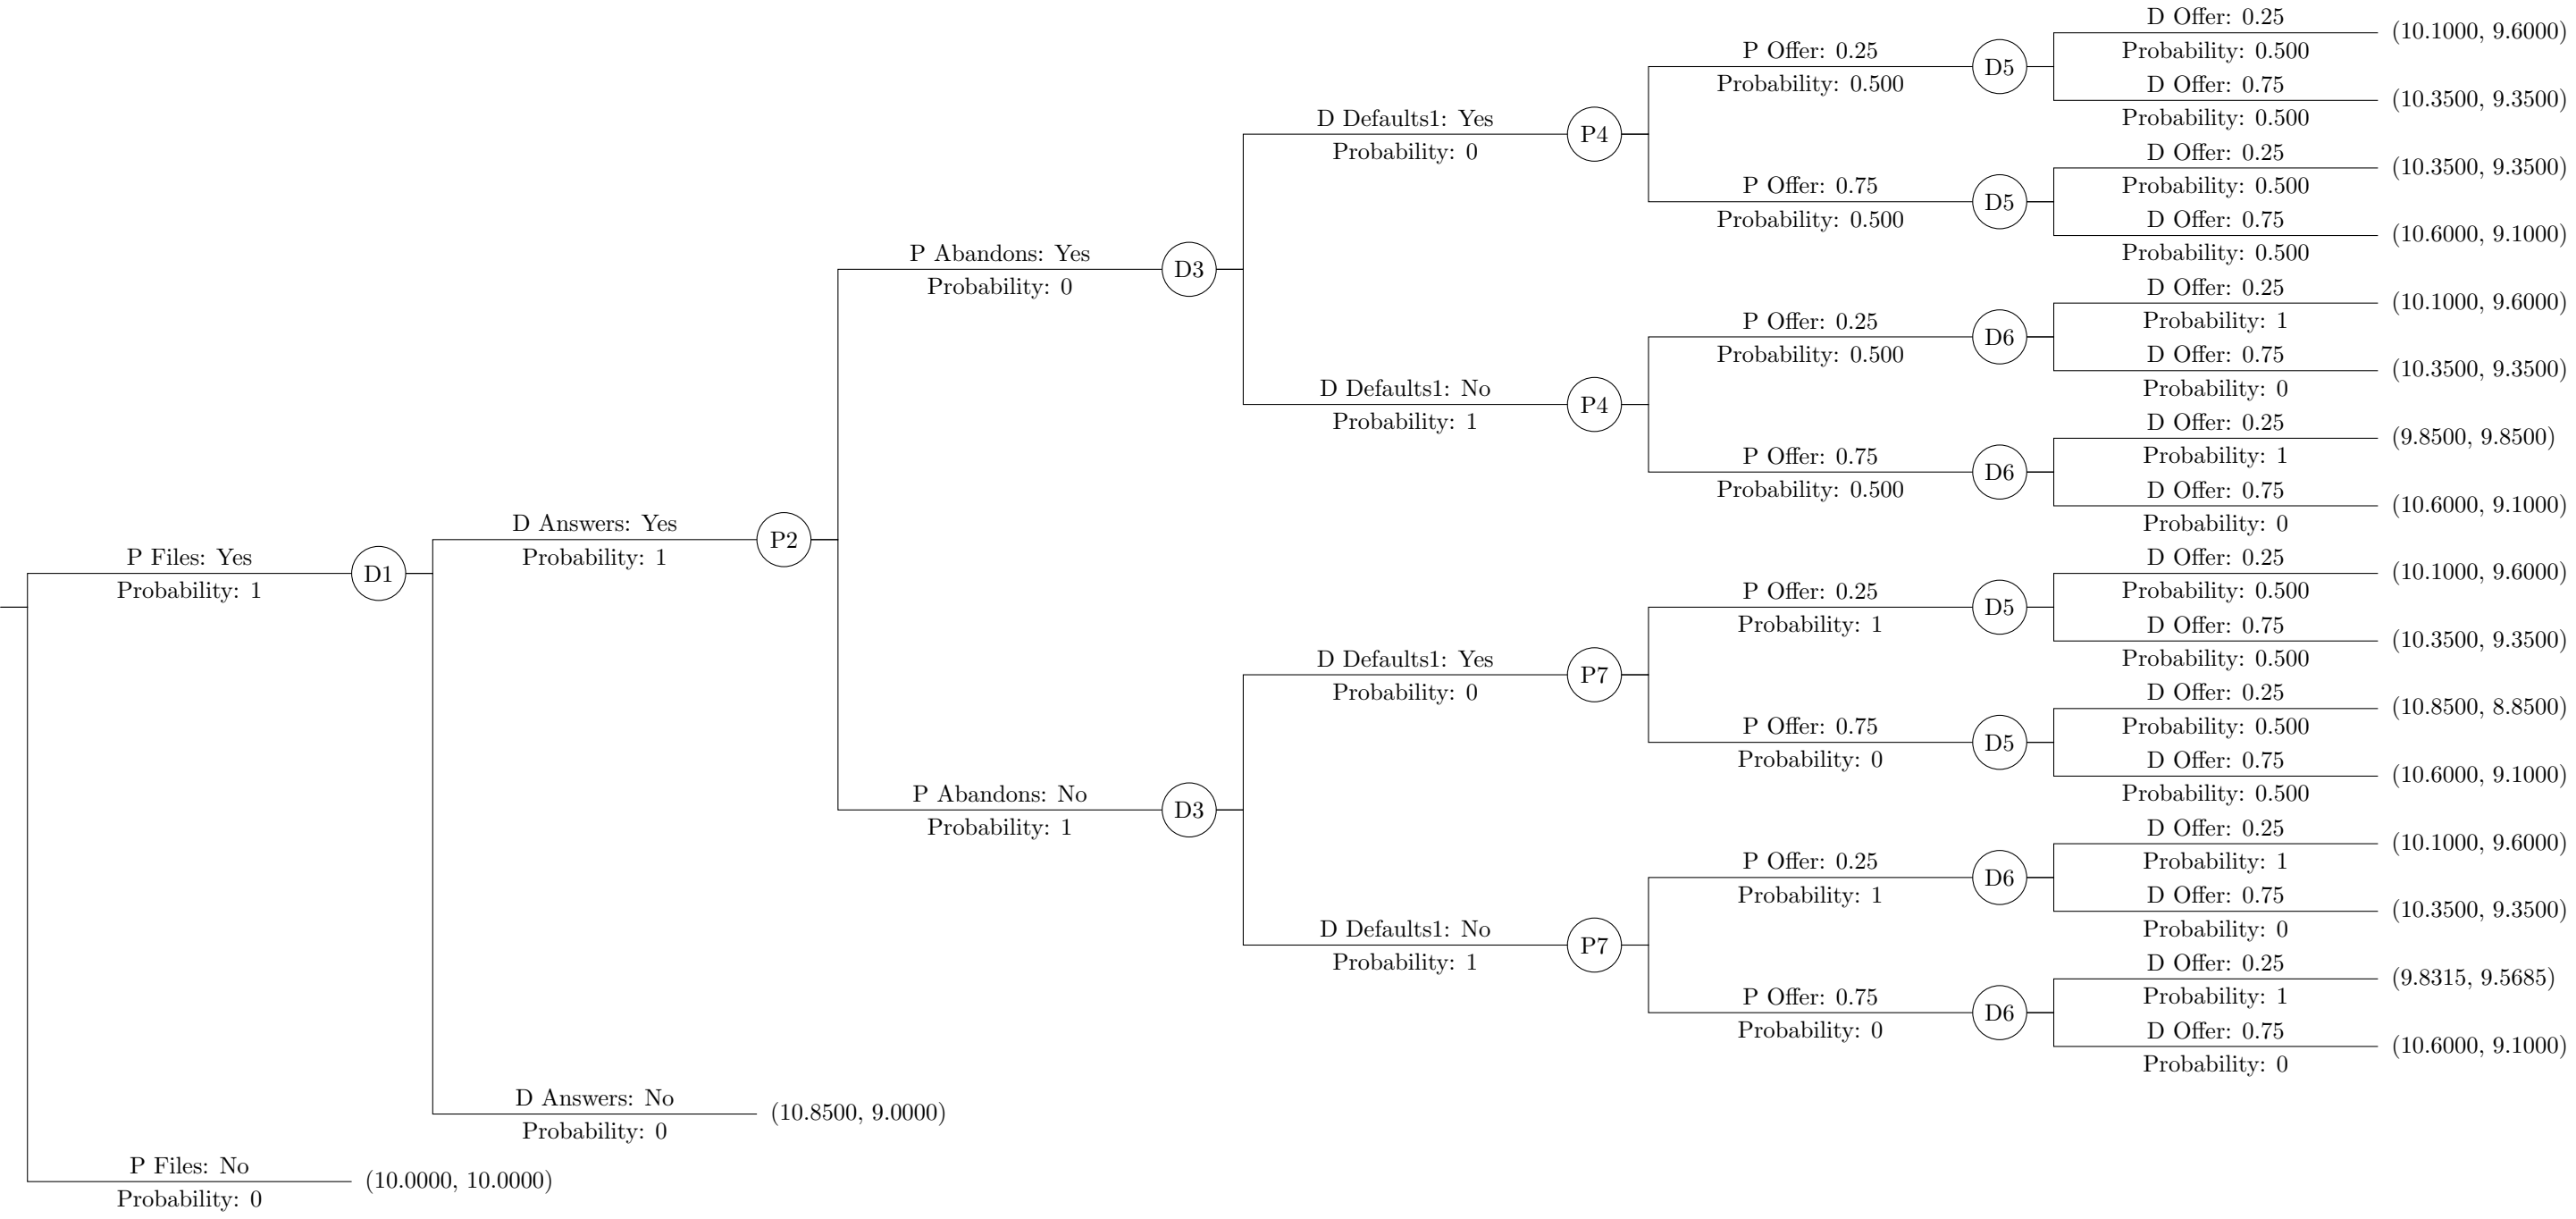 D Offer: 0.25
(10.1000, 9.6000)
P Offer: 0.25
Probability: 0.500
D5
D Offer: 0.75
(10.3500, 9.3500)
Probability: 0.500
Probability: 0.500
D Defaults1: Yes
P4
Probability: 0
D Offer: 0.25
(10.3500, 9.3500)
P Offer: 0.75
Probability: 0.500
D5
D Offer: 0.75
(10.6000, 9.1000)
Probability: 0.500
Probability: 0.500
P Abandons: Yes
D3
Probability: 0
D Offer: 0.25
(10.1000, 9.6000)
P Offer: 0.25
Probability: 1
D6
D Offer: 0.75
(10.3500, 9.3500)
Probability: 0.500
Probability: 0
D Defaults1: No
P4
Probability: 1
D Offer: 0.25
(9.8500, 9.8500)
P Offer: 0.75
Probability: 1
D6
D Offer: 0.75
(10.6000, 9.1000)
Probability: 0.500
Probability: 0
D Answers: Yes
P2
Probability: 1
P Files: Yes
D1
Probability: 1
D Offer: 0.25
(10.1000, 9.6000)
P Offer: 0.25
Probability: 0.500
D5
D Offer: 0.75
(10.3500, 9.3500)
Probability: 1
Probability: 0.500
D Defaults1: Yes
P7
Probability: 0
D Offer: 0.25
(10.8500, 8.8500)
P Offer: 0.75
Probability: 0.500
D5
D Offer: 0.75
(10.6000, 9.1000)
Probability: 0
Probability: 0.500
P Abandons: No
D3
Probability: 1
D Offer: 0.25
(10.1000, 9.6000)
P Offer: 0.25
Probability: 1
D6
D Offer: 0.75
(10.3500, 9.3500)
Probability: 1
Probability: 0
D Defaults1: No
P7
Probability: 1
D Offer: 0.25
(9.8315, 9.5685)
P Offer: 0.75
Probability: 1
D6
D Offer: 0.75
(10.6000, 9.1000)
Probability: 0
Probability: 0
D Answers: No
(10.8500, 9.0000)
Probability: 0
P Files: No
(10.0000, 10.0000)
Probability: 0